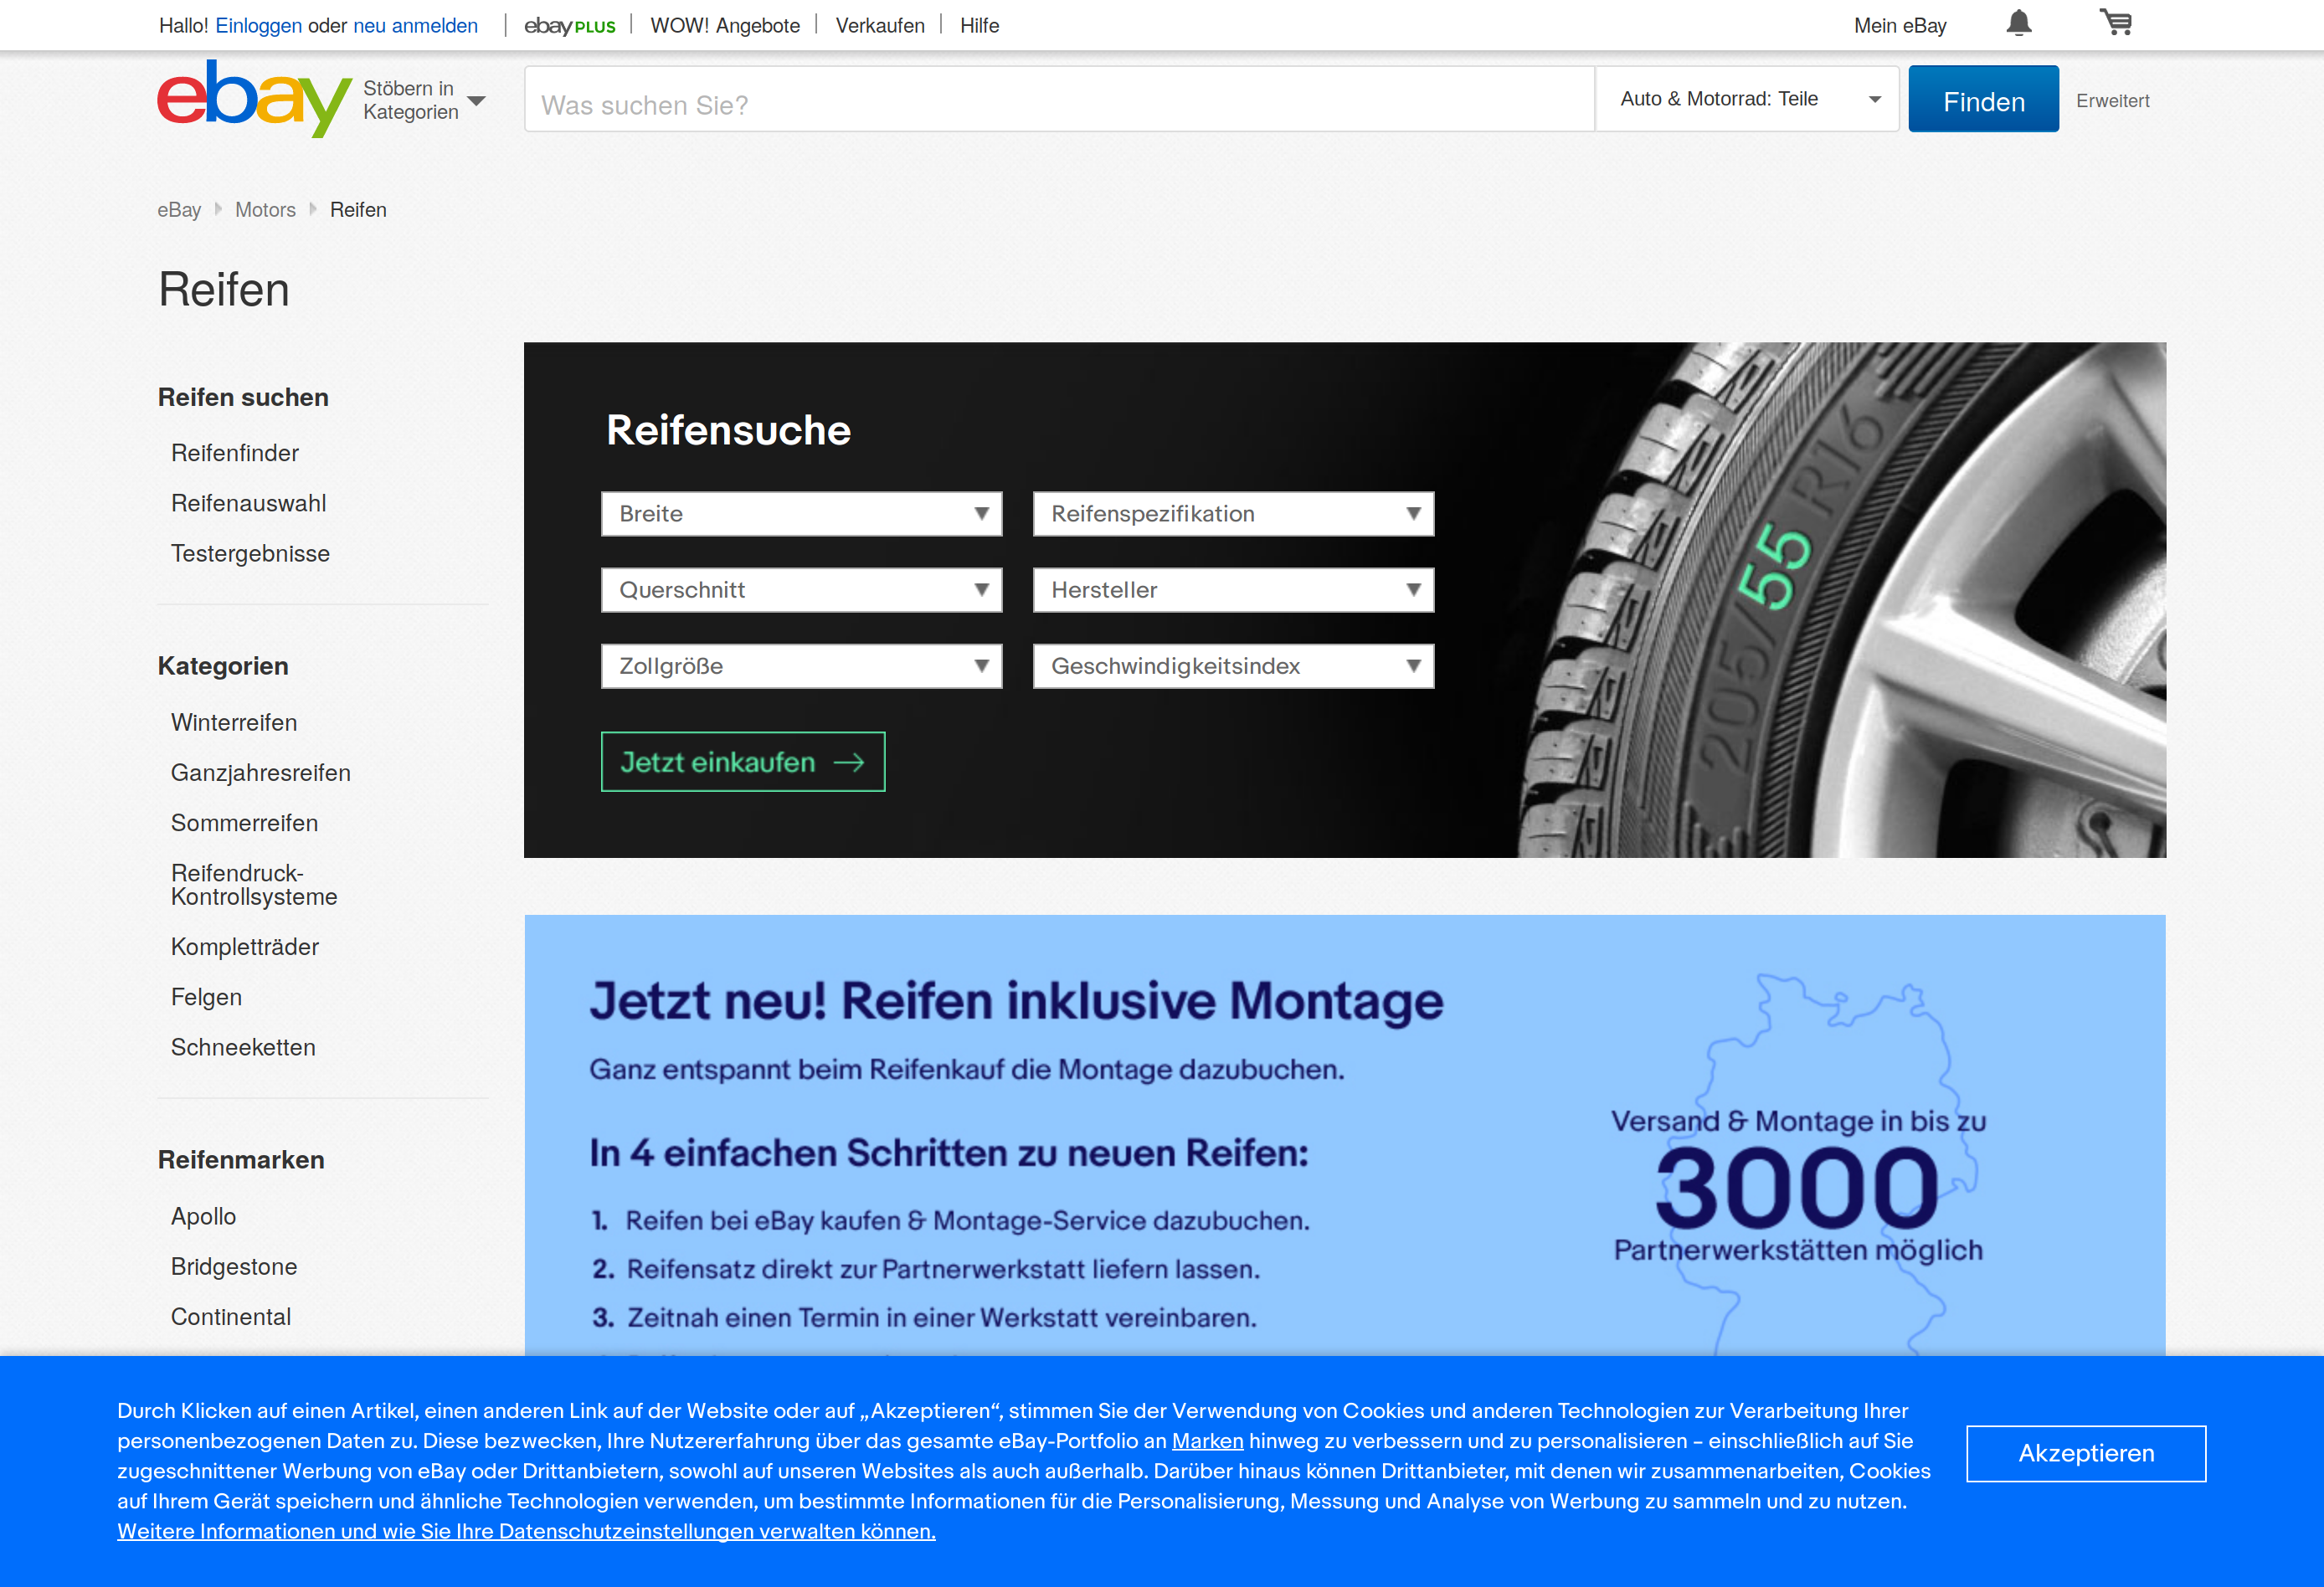 Hallo! Einloggen oder neu anmelden
ebay PLUS
WOW! Angebote
Verkaufen
Hilfe
Mein eBay
ebay
Stöbern in
Kategorien
Was suchen Sie?
Auto & Motorrad: Teile
Finden
Erweitert
eBay
Motors
Reifen
Reifen
Reifen suchen
Reifenfinder
Reifenauswahl
Testergebnisse
Kategorien
Winterreifen
Ganzjahresreifen
Sommerreifen
Reifendruck-
Kontrollsysteme
Kompletträder
Felgen
Schneeketten
Reifenmarken
Apollo
Bridgestone
Continental
Reifensuche
Breite
Reifenspezifikation
Querschnitt
Hersteller
Zollgröße
Geschwindigkeitsindex
Jetzt einkaufen
205/55 R16
Jetzt neu! Reifen inklusive Montage
Ganz entspannt beim Reifenkauf die Montage dazubuchen.
In 4 einfachen Schritten zu neuen Reifen:
1. Reifen bei eBay kaufen & Montage-Service dazubuchen.
2. Reifensatz direkt zur Partnerwerkstatt liefern lassen.
3. Zeitnah einen Termin in einer Werkstatt vereinbaren.
Versand & Montage in bis zu
3000
Partnerwerkstätten möglich
Durch Klicken auf einen Artikel, einen anderen Link auf der Website oder auf „Akzeptieren“, stimmen Sie der Verwendung von Cookies und anderen Technologien zur Verarbeitung Ihrer
personenbezogenen Daten zu. Diese bezwecken, Ihre Nutzererfahrung über das gesamte eBay-Portfolio an Marken hinweg zu verbessern und zu personalisieren – einschließlich auf Sie
zugeschnittener Werbung von eBay oder Drittanbietern, sowohl auf unseren Websites als auch außerhalb. Darüber hinaus können Drittanbieter, mit denen wir zusammenarbeiten, Cookies
auf Ihrem Gerät speichern und ähnliche Technologien verwenden, um bestimmte Informationen für die Personalisierung, Messung und Analyse von Werbung zu sammeln und zu nutzen.
Weitere Informationen und wie Sie Ihre Datenschutzeinstellungen verwalten können.
Akzeptieren